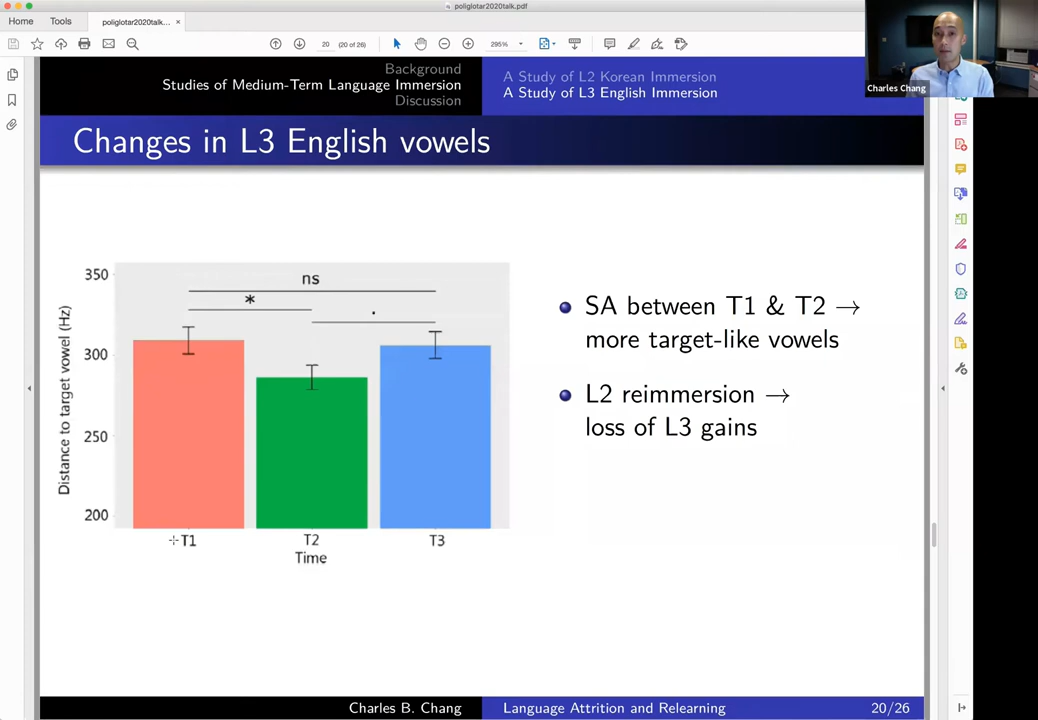 poliglotar2020talk.pdf
Home
Tools
poliglotar2020talk...
×
20
(20 of 26)
295%
Charles Chang
Background
Studies of Medium-Term Language Immersion
Discussion
A Study of L2 Korean Immersion
A Study of L3 English Immersion
Changes in L3 English vowels
Distance to target vowel (Hz)
350
300
250
200
ns
*
.
T1
T2
T3
Time
SA between T1 & T2 →
more target-like vowels
L2 reimmersion →
loss of L3 gains
Charles B. Chang
Language Attrition and Relearning
20/26